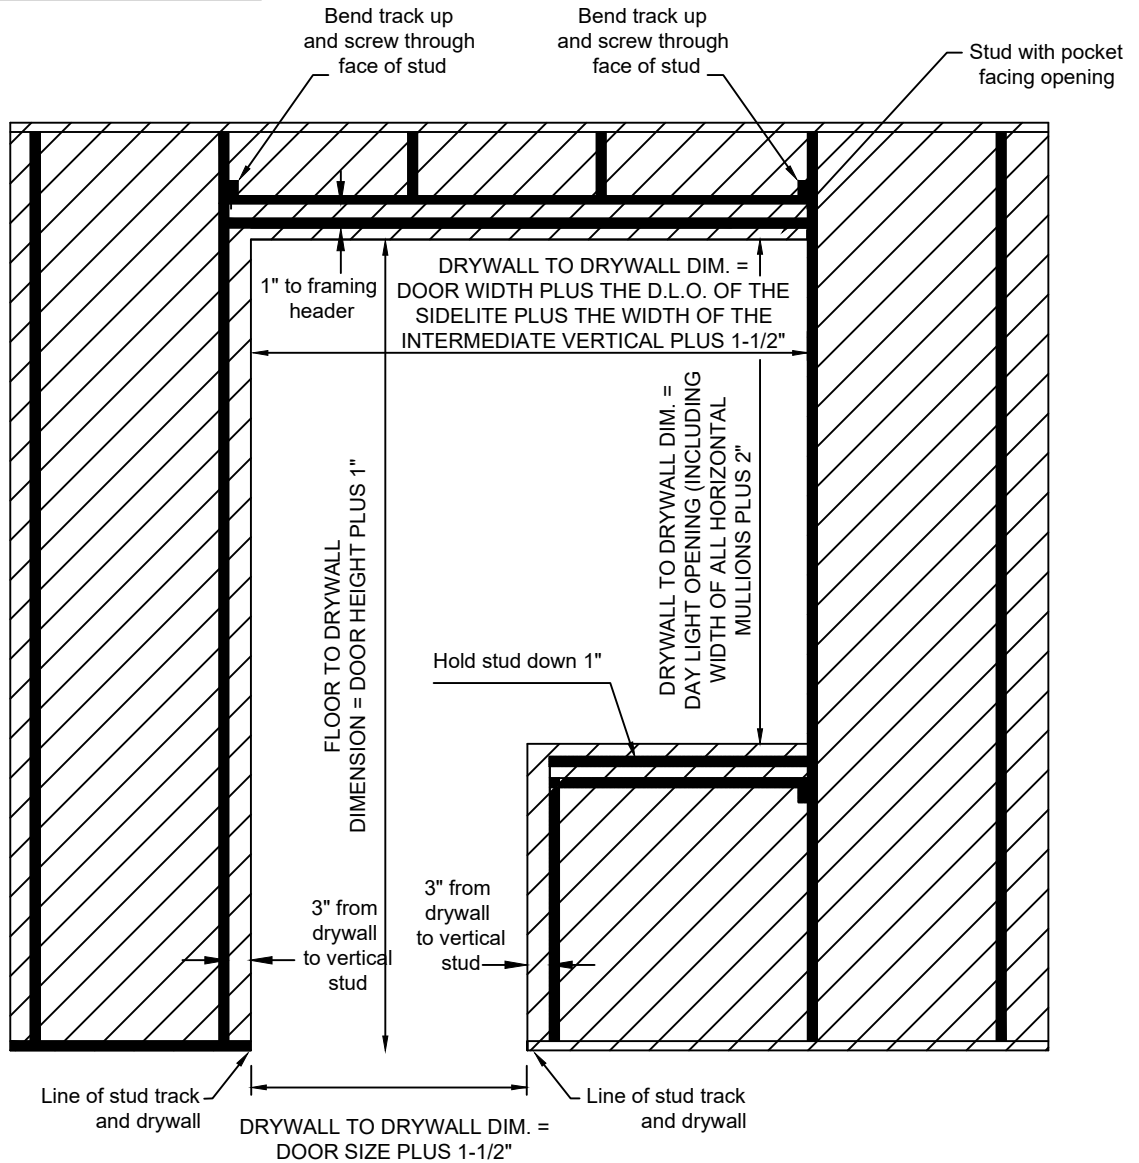 Bend track up
and screw through
face of stud
Bend track up
and screw through
face of stud
Stud with pocket
facing opening
1" to framing
header
DRYWALL TO DRYWALL DIM. =
DOOR WIDTH PLUS THE D.L.O. OF THE
SIDELITE PLUS THE WIDTH OF THE
INTERMEDIATE VERTICAL PLUS 1-1/2"
FLOOR TO DRYWALL
DIMENSION = DOOR HEIGHT PLUS 1"
DRYWALL TO DRYWALL DIM. =
DAY LIGHT OPENING (INCLUDING
WIDTH OF ALL HORIZONTAL
MULLIONS PLUS 2"
Hold stud down 1"
3" from
drywall
to vertical
stud
3" from
drywall
to vertical
stud
Line of stud track
and drywall
Line of stud track
and drywall
DRYWALL TO DRYWALL DIM. =
DOOR SIZE PLUS 1-1/2"